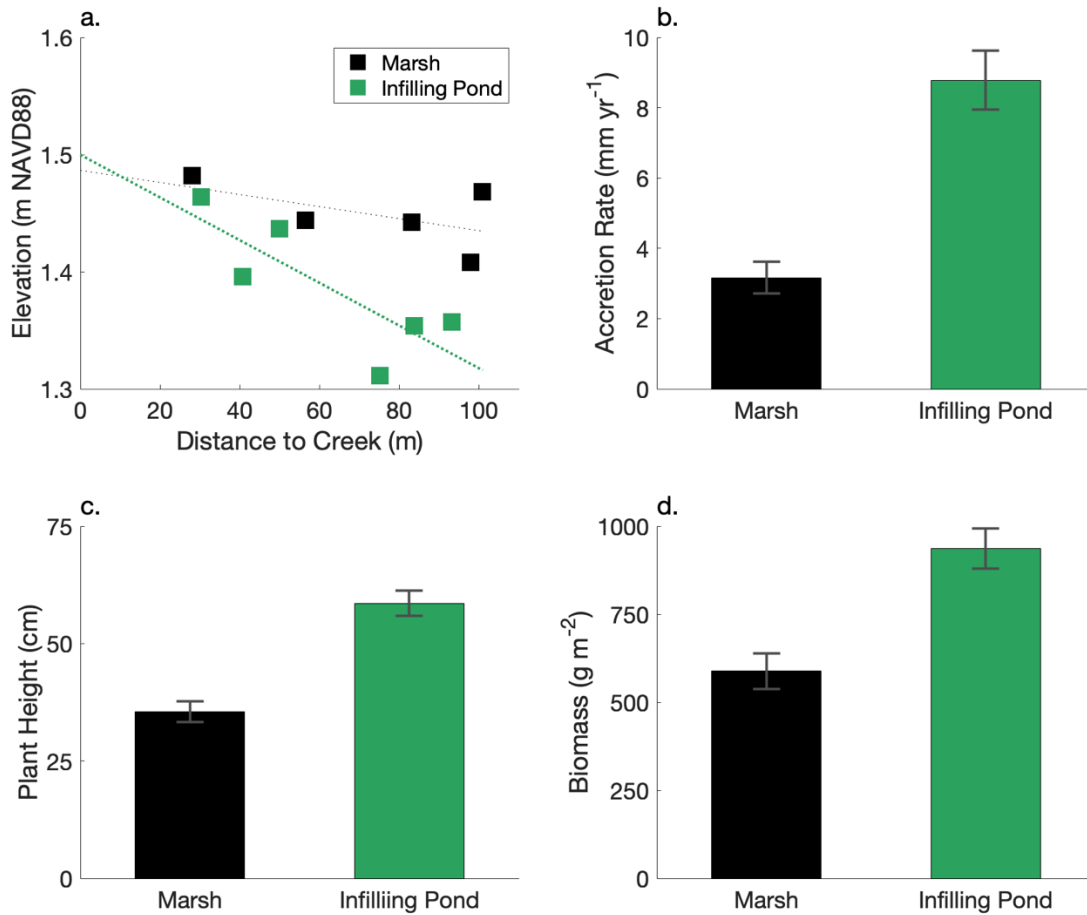 a.
1.6
1.5
1.4
1.3
Elevation (m NAVD88)
Marsh
Infilling Pond
0 20 40 60 80 100
Distance to Creek (m)
b.
10
8
6
4
2
0
Accretion Rate (mm yr⁻¹)
Marsh Infilling Pond
c.
75
50
25
0
Plant Height (cm)
Marsh Infilliing Pond
d.
1000
750
500
250
0
Biomass (g m⁻²)
Marsh Infilling Pond